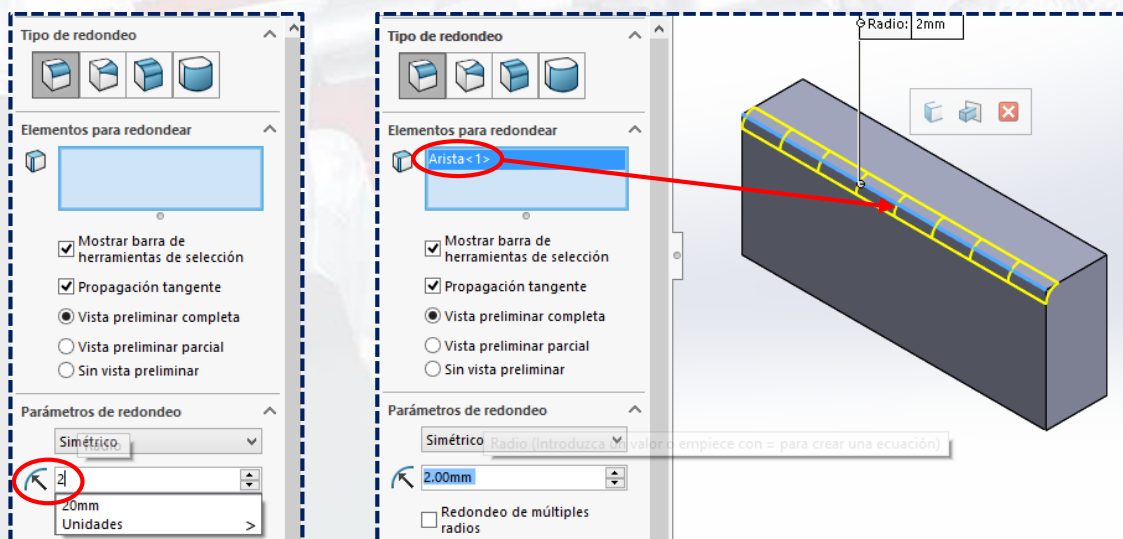 Tipo de redondeo
Elementos para redondear
Mostrar barra de
herramientas de selección
Propagación tangente
Vista preliminar completa
Vista preliminar parcial
Sin vista preliminar
Parámetros de redondeo
Simétrico
Radio
2
20mm
Unidades >
Tipo de redondeo
Elementos para redondear
Arista<1>
Mostrar barra de
herramientas de selección
Propagación tangente
Vista preliminar completa
Vista preliminar parcial
Sin vista preliminar
Parámetros de redondeo
Simétrico
Radio (Introduzca un valor o empiece con = para crear una ecuación)
2.00mm
Redondeo de múltiples
radios
Radio: 2mm